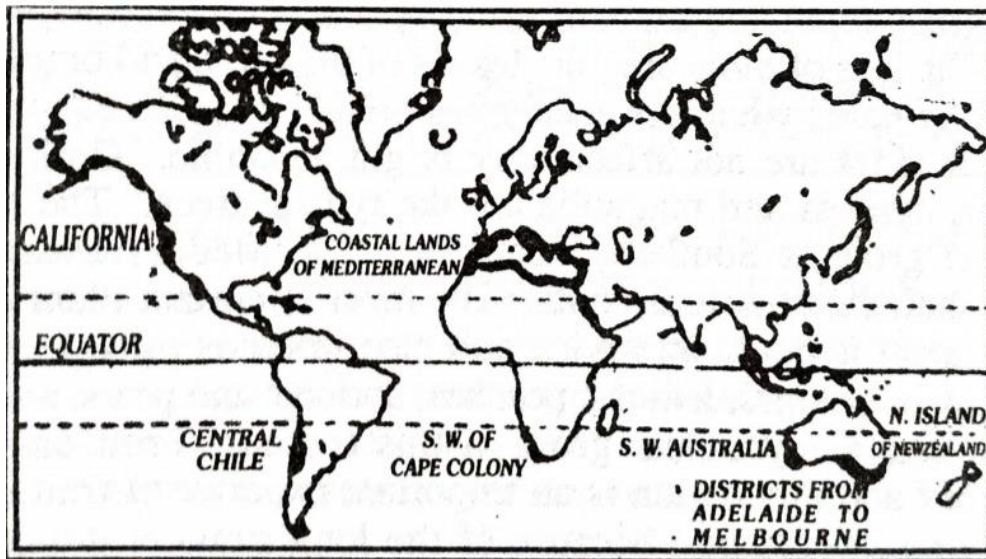 CALIFORNIA
COASTAL LANDS
OF MEDITERRANEAN
EQUATOR
CENTRAL
CHILE
S.W. OF
CAPE COLONY
S.W. AUSTRALIA
N. ISLAND
OF NEWZÉALAND
DISTRICTS FROM
ADELAIDE TO
MELBOURNE